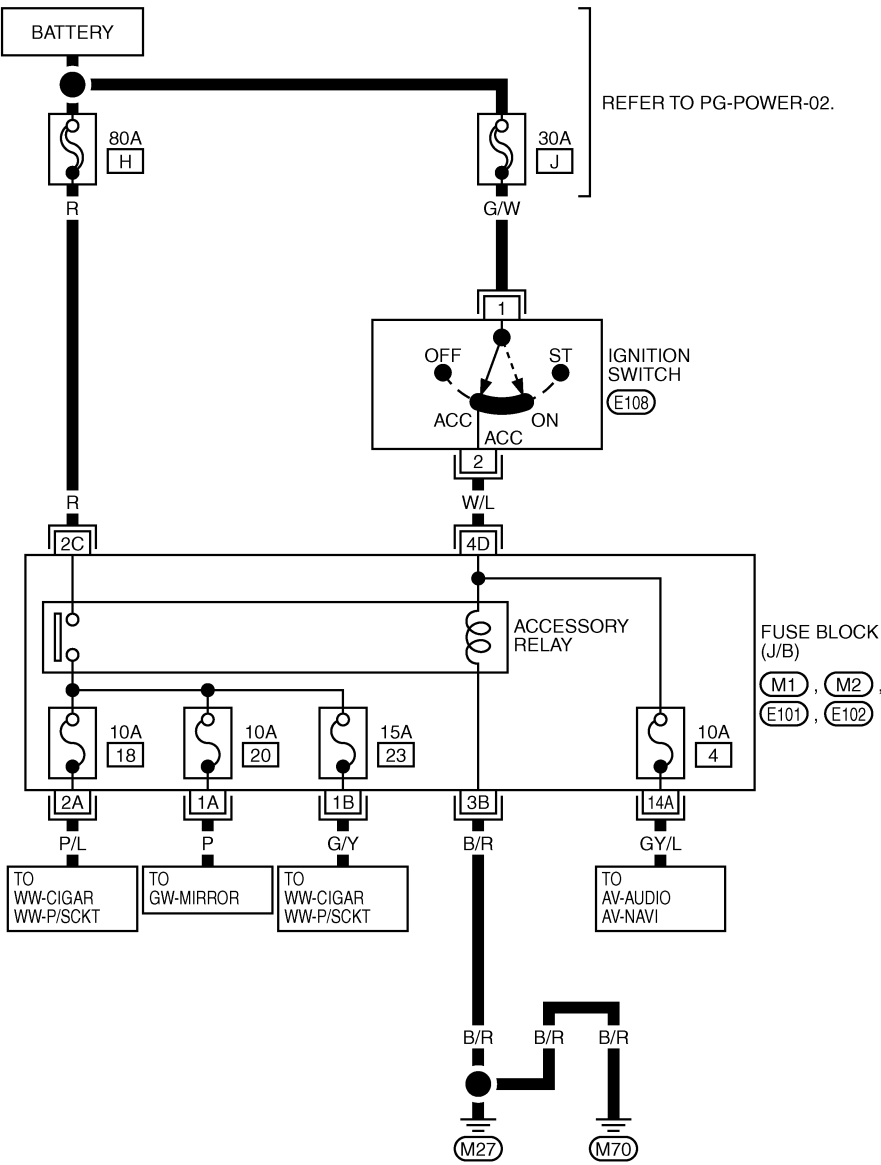 BATTERY
REFER TO PG-POWER-02.
80A
H
30A
J
R
G/W
1
OFF
ST
IGNITION
SWITCH
E108
ACC
ON
ACC
2
R
W/L
2C
4D
ACCESSORY
RELAY
FUSE BLOCK
(J/B)
M1 , M2 ,
E101 , E102
10A
18
10A
20
15A
23
10A
4
2A
1A
1B
3B
14A
P/L
P
G/Y
B/R
GY/L
TO
WW-CIGAR
WW-P/SCKT
TO
GW-MIRROR
TO
WW-CIGAR
WW-P/SCKT
TO
AV-AUDIO
AV-NAVI
B/R
B/R
B/R
M27
M70